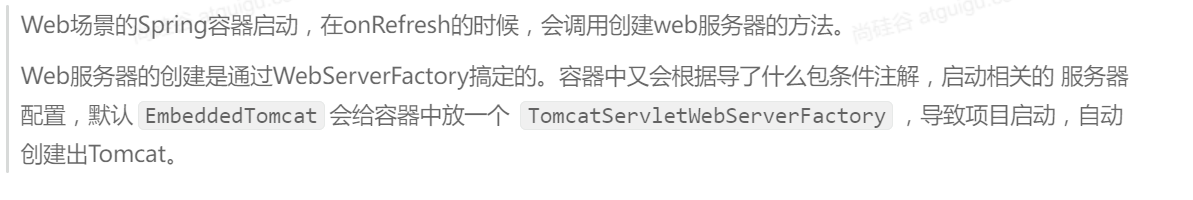 尚硅谷 atguigu.c
Web场景的Spring容器启动，在onRefresh的时候，会调用创建web服务器的方法。
Web服务器的创建是通过WebServerFactory搞定的。容器中又会根据导了什么包条件注解，启动相关的 服务器
配置，默认 EmbeddedTomcat 会给容器中放一个 TomcatServletWebServerFactory ，导致项目启动，自动
创建出Tomcat。